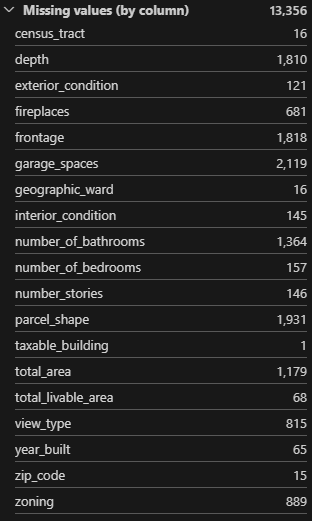 Missing values (by column) 13,356
census_tract 16
depth 1,810
exterior_condition 121
fireplaces 681
frontage 1,818
garage_spaces 2,119
geographic_ward 16
interior_condition 145
number_of_bathrooms 1,364
number_of_bedrooms 157
number_stories 146
parcel_shape 1,931
taxable_building 1
total_area 1,179
total_livable_area 68
view_type 815
year_built 65
zip_code 15
zoning 889